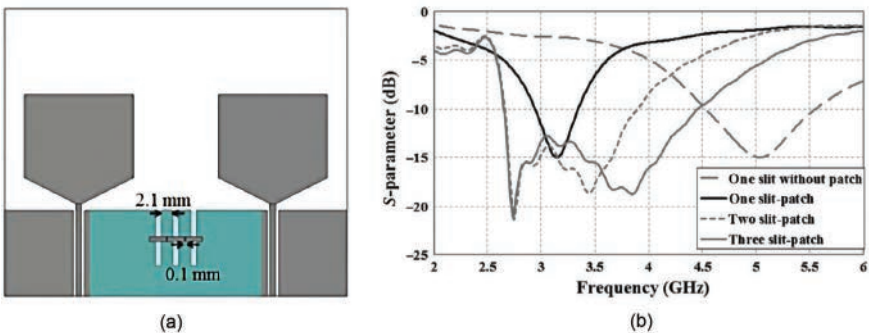 2.1 mm
0.1 mm
(a)
S-parameter (dB)
0
−5
−10
−15
−20
−25
2
2.5
3
3.5
4
4.5
5
5.5
6
Frequency (GHz)
One slit without patch
One slit-patch
Two slit-patch
Three slit-patch
(b)